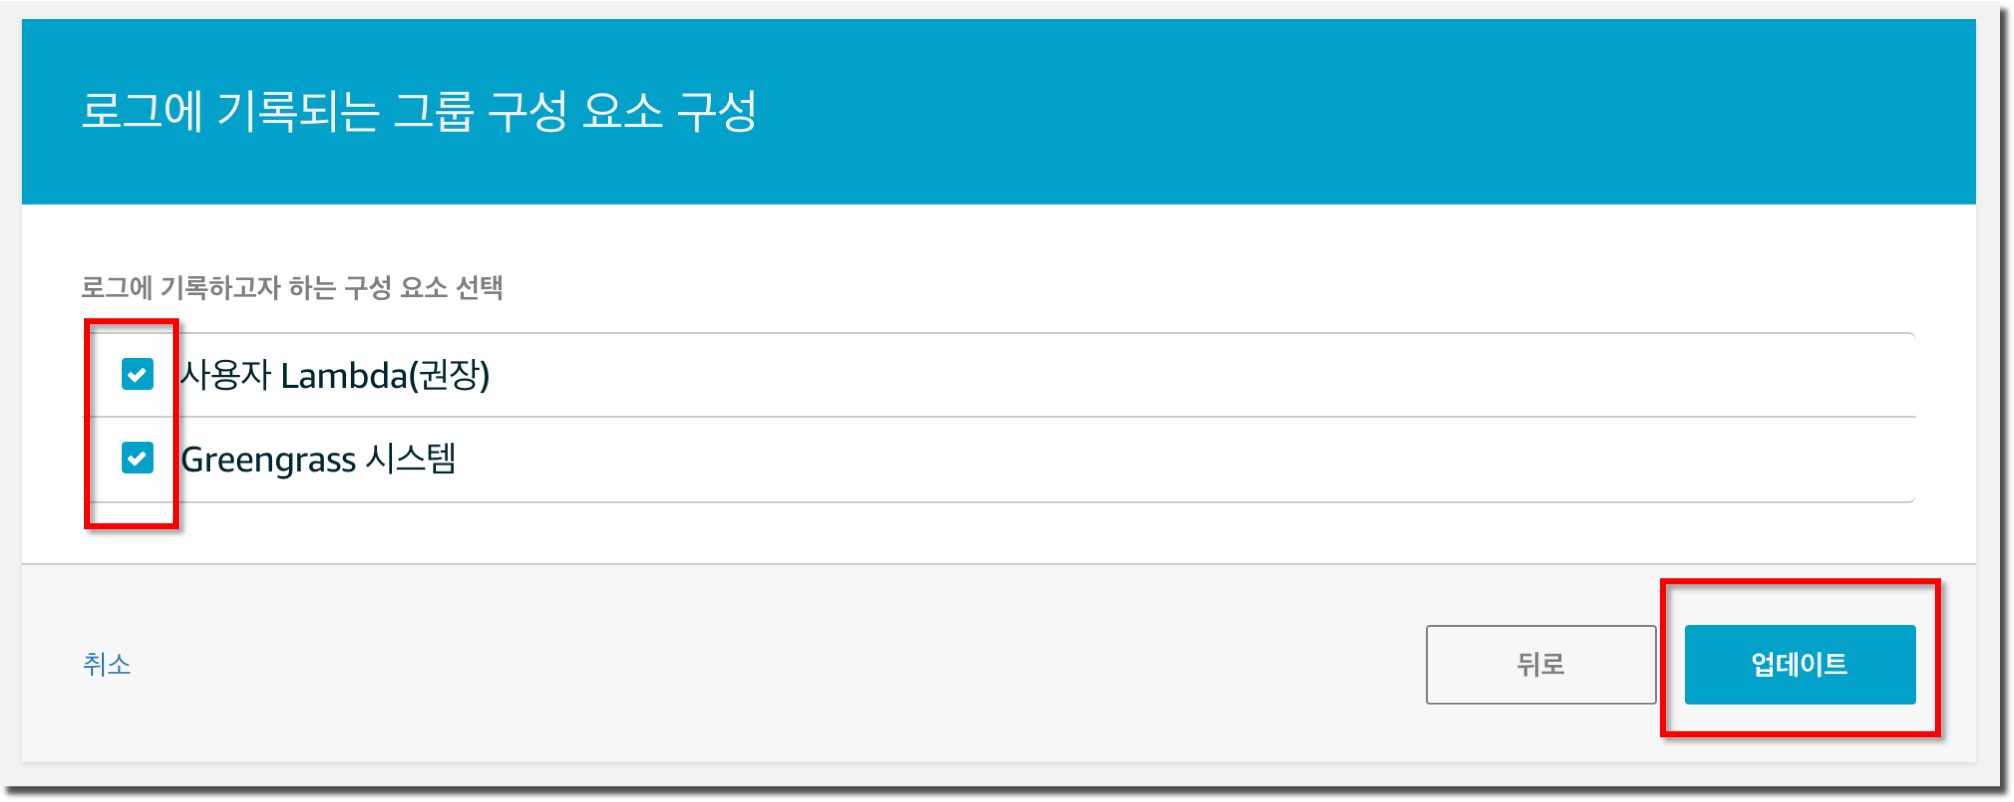 로그에 기록되는 그룹 구성 요소 구성
로그에 기록하고자 하는 구성 요소 선택
사용자 Lambda(권장)
Greengrass 시스템
취소
뒤로
업데이트